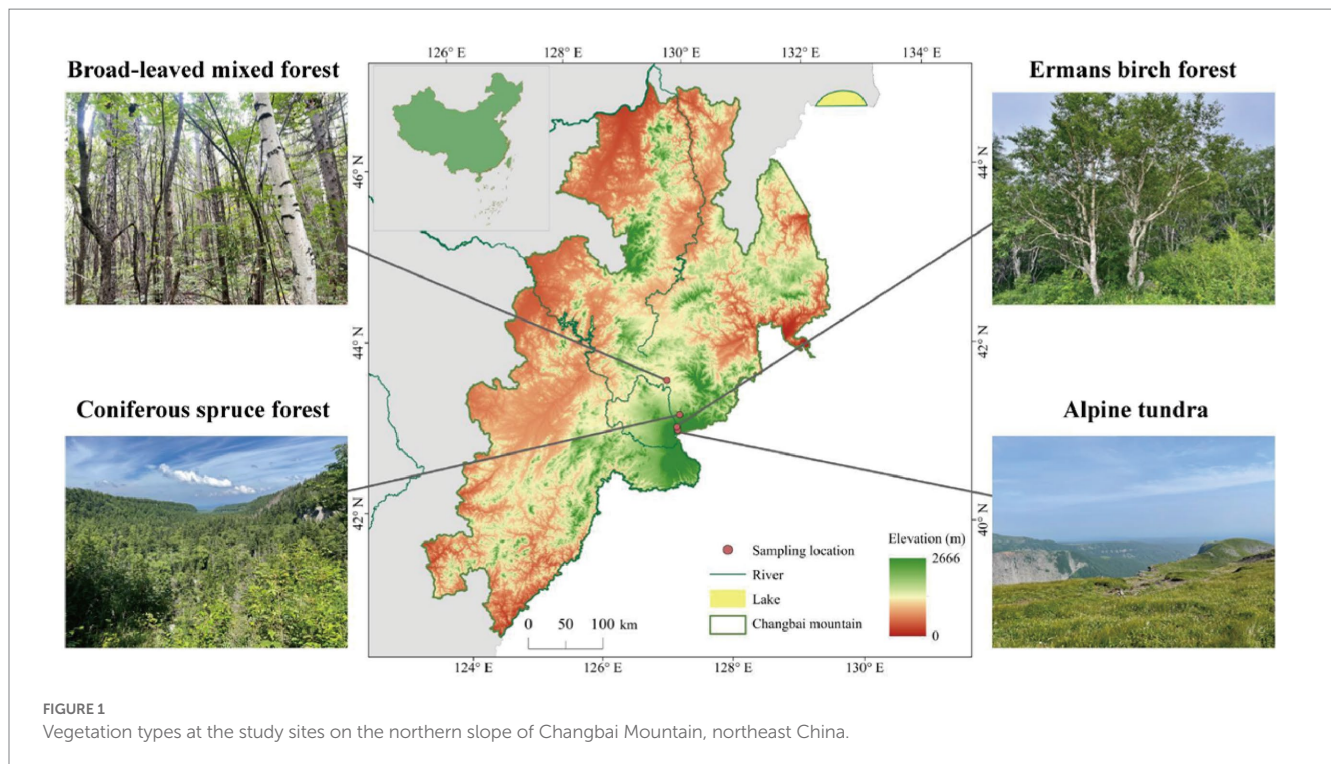 126° E 128° E 130° E 132° E 134° E
Broad-leaved mixed forest
Ermans birch forest
46° N
44° N
44° N
42° N
Coniferous spruce forest
Alpine tundra
42° N
40° N
Sampling location
River
Lake
Changbai mountain
Elevation (m)
2666
0
0 50 100 km
124° E 126° E 128° E 130° E
FIGURE 1
Vegetation types at the study sites on the northern slope of Changbai Mountain, northeast China.